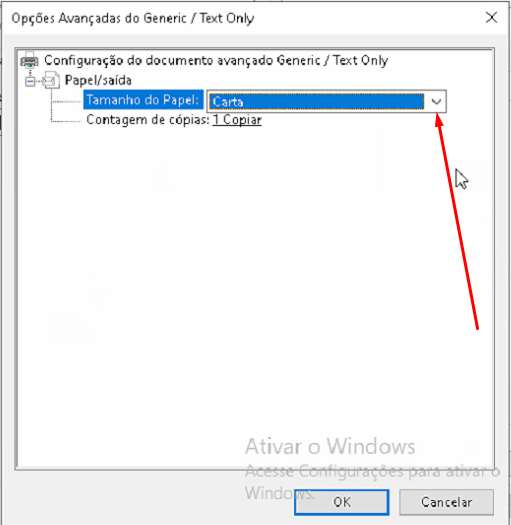 Opções Avançadas do Generic / Text Only
Configuração do documento avançado Generic / Text Only
Papel/saída
Tamanho do Papel: Carta
Contagem de cópias: 1 Copiar
Ativar o Windows
Acesse Configurações para ativar o
Windows.
OK Cancelar